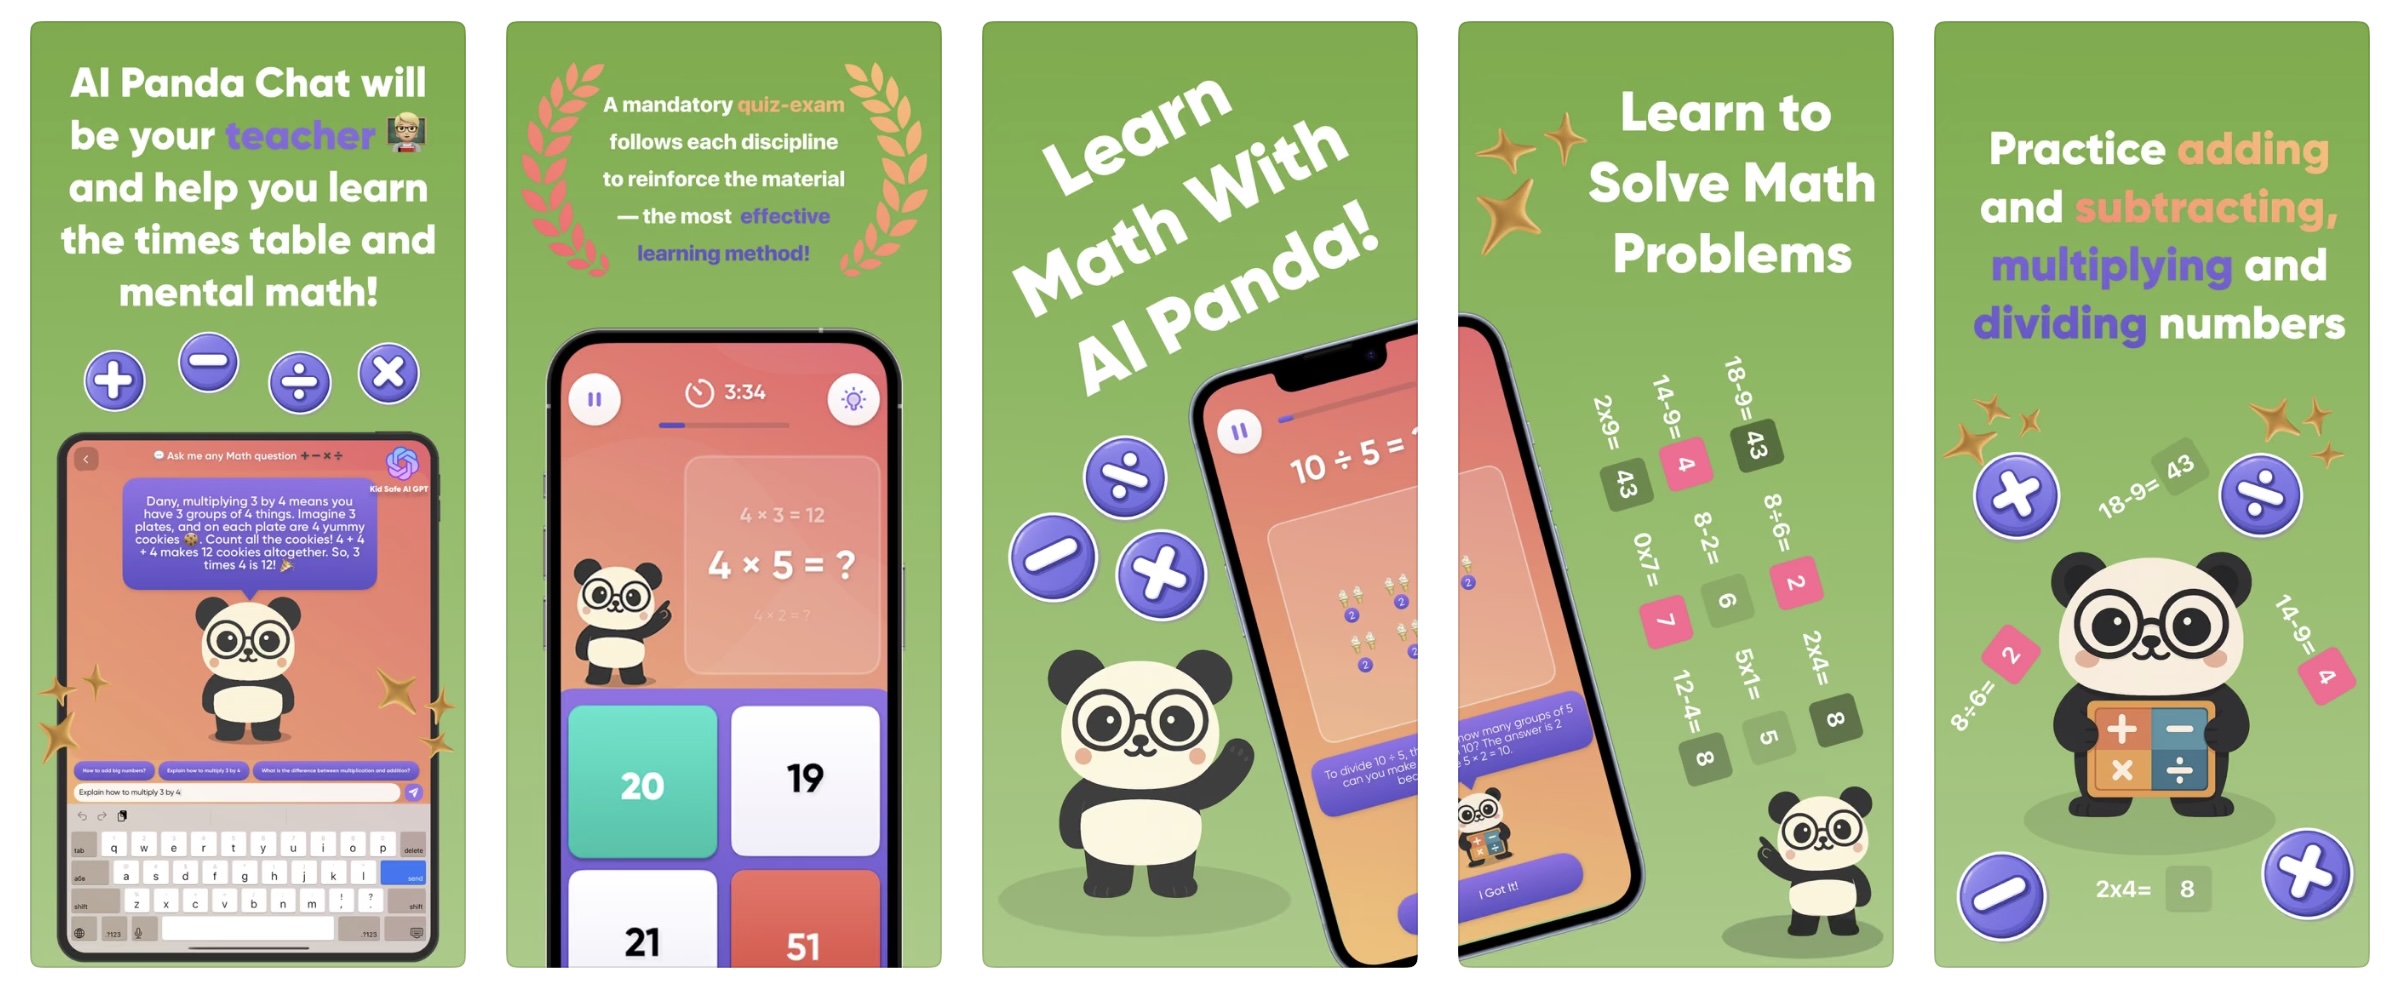 AI Panda Chat will
be your teacher
and help you learn
the times table and
mental math!
Ask me any Math question + − × ÷
Kid Safe AI GPT
Dany, multiplying 3 by 4 means you
have 3 groups of 4 things. Imagine 3
plates, and on each plate are 4 yummy
cookies 🍪. Count all the cookies! 4 + 4
+ 4 makes 12 cookies altogether. So, 3
times 4 is 12! 🎉
How to add big numbers?
Explain how to multiply 3 by 4
What is the difference between multiplication and addition?
Explain how to multiply 3 by 4
tab q w e r t y u i o p delete
абв a s d f g h j k l send
shift z x c v b n m ! , ? . shift
.?123 .?123
A mandatory quiz-exam
follows each discipline
to reinforce the material
— the most effective
learning method!
3:34
4 × 3 = 12
4 × 5 = ?
4 × 2 = ?
20
19
21
51
Learn
Math With
AI Panda!
10 ÷ 5 =
2
2
2
2
To divide 10 ÷ 5, th
can you make
bec
Learn to
Solve Math
Problems
2
how many groups of 5
10? The answer is 2
5 × 2 = 10.
I Got It!
2x9= 43
14-9= 4
18-9= 43
0x7= 7
8-2= 6
8÷6= 2
12-4= 8
5x1= 5
2x4= 8
Practice adding
and subtracting,
multiplying and
dividing numbers
18-9= 43
8÷6= 2
14-9= 4
2x4= 8